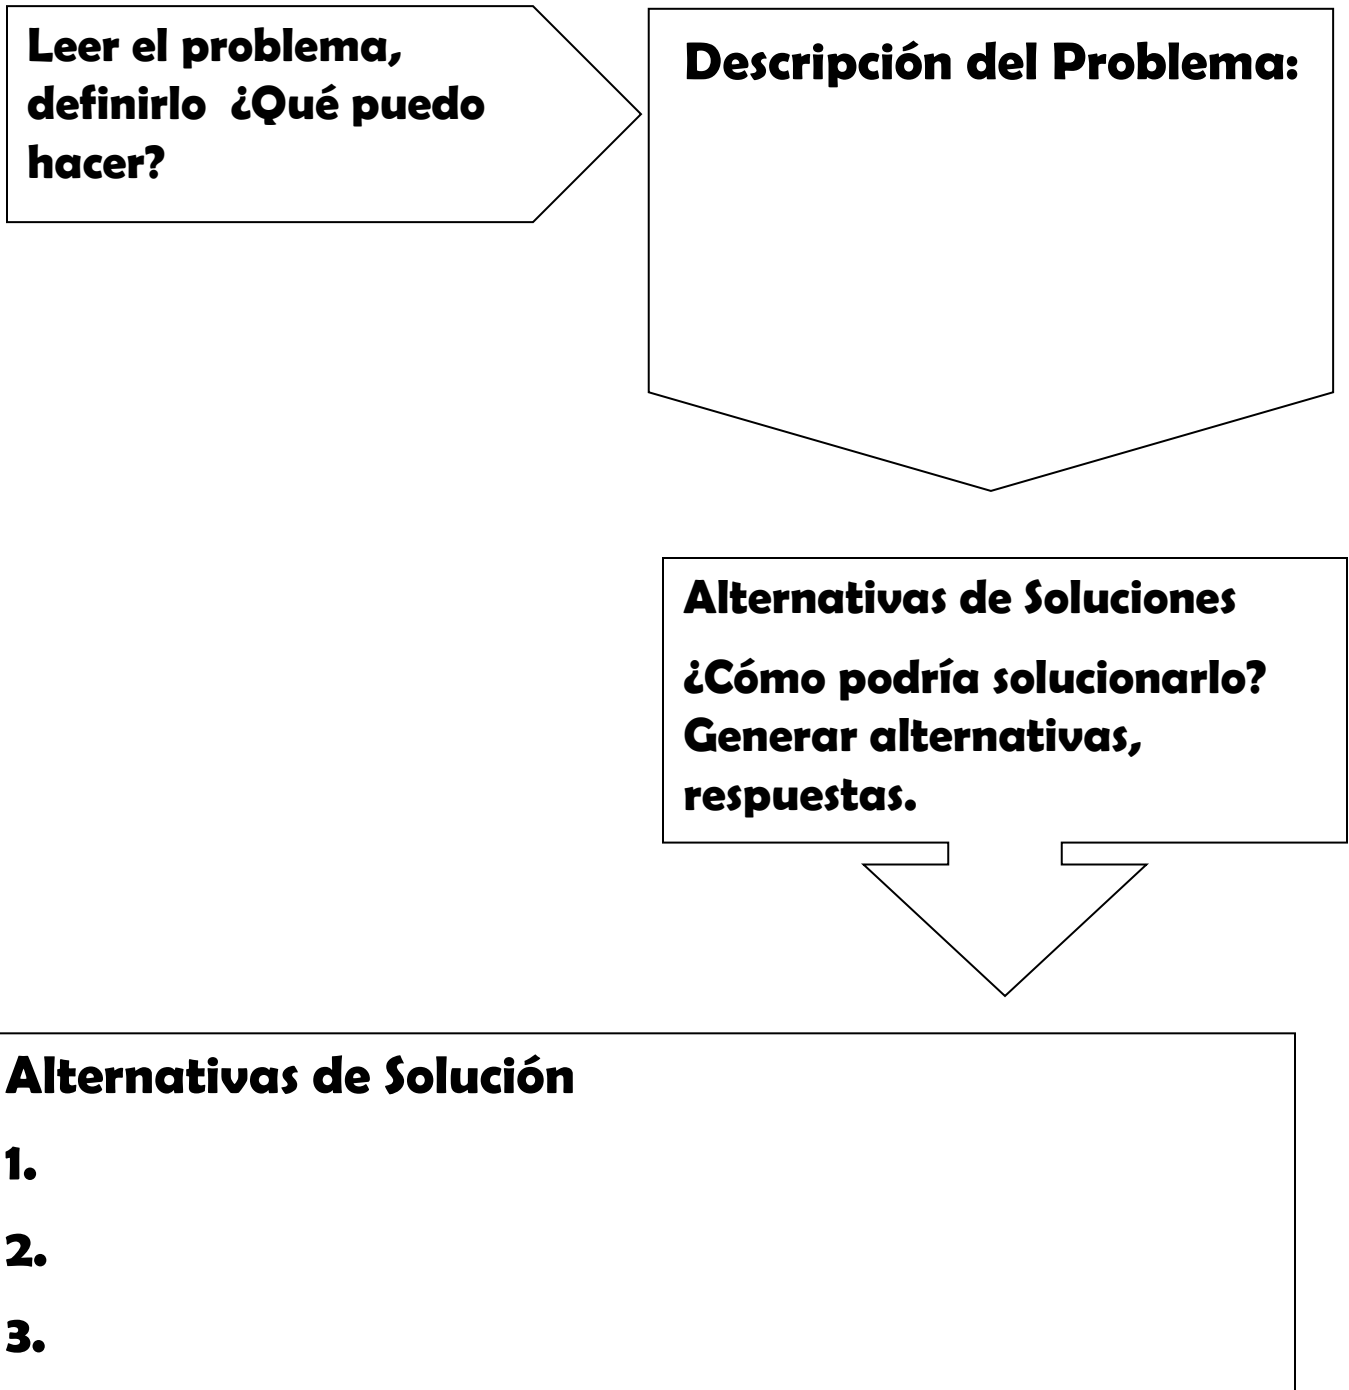 Leer el problema,
definirlo  ¿Qué puedo
hacer?
Descripción del Problema:
Alternativas de Soluciones
¿Cómo podría solucionarlo?
Generar alternativas,
respuestas.
Alternativas de Solución
1.
2.
3.